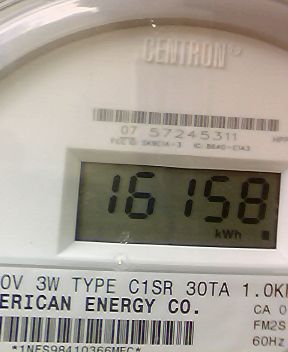 CENTRON®
07 57245311
16158
kWh
0V 3W TYPE C1SR 30TA 1.0K
ERICAN ENERGY CO.
CA 0
FM2S
60Hz